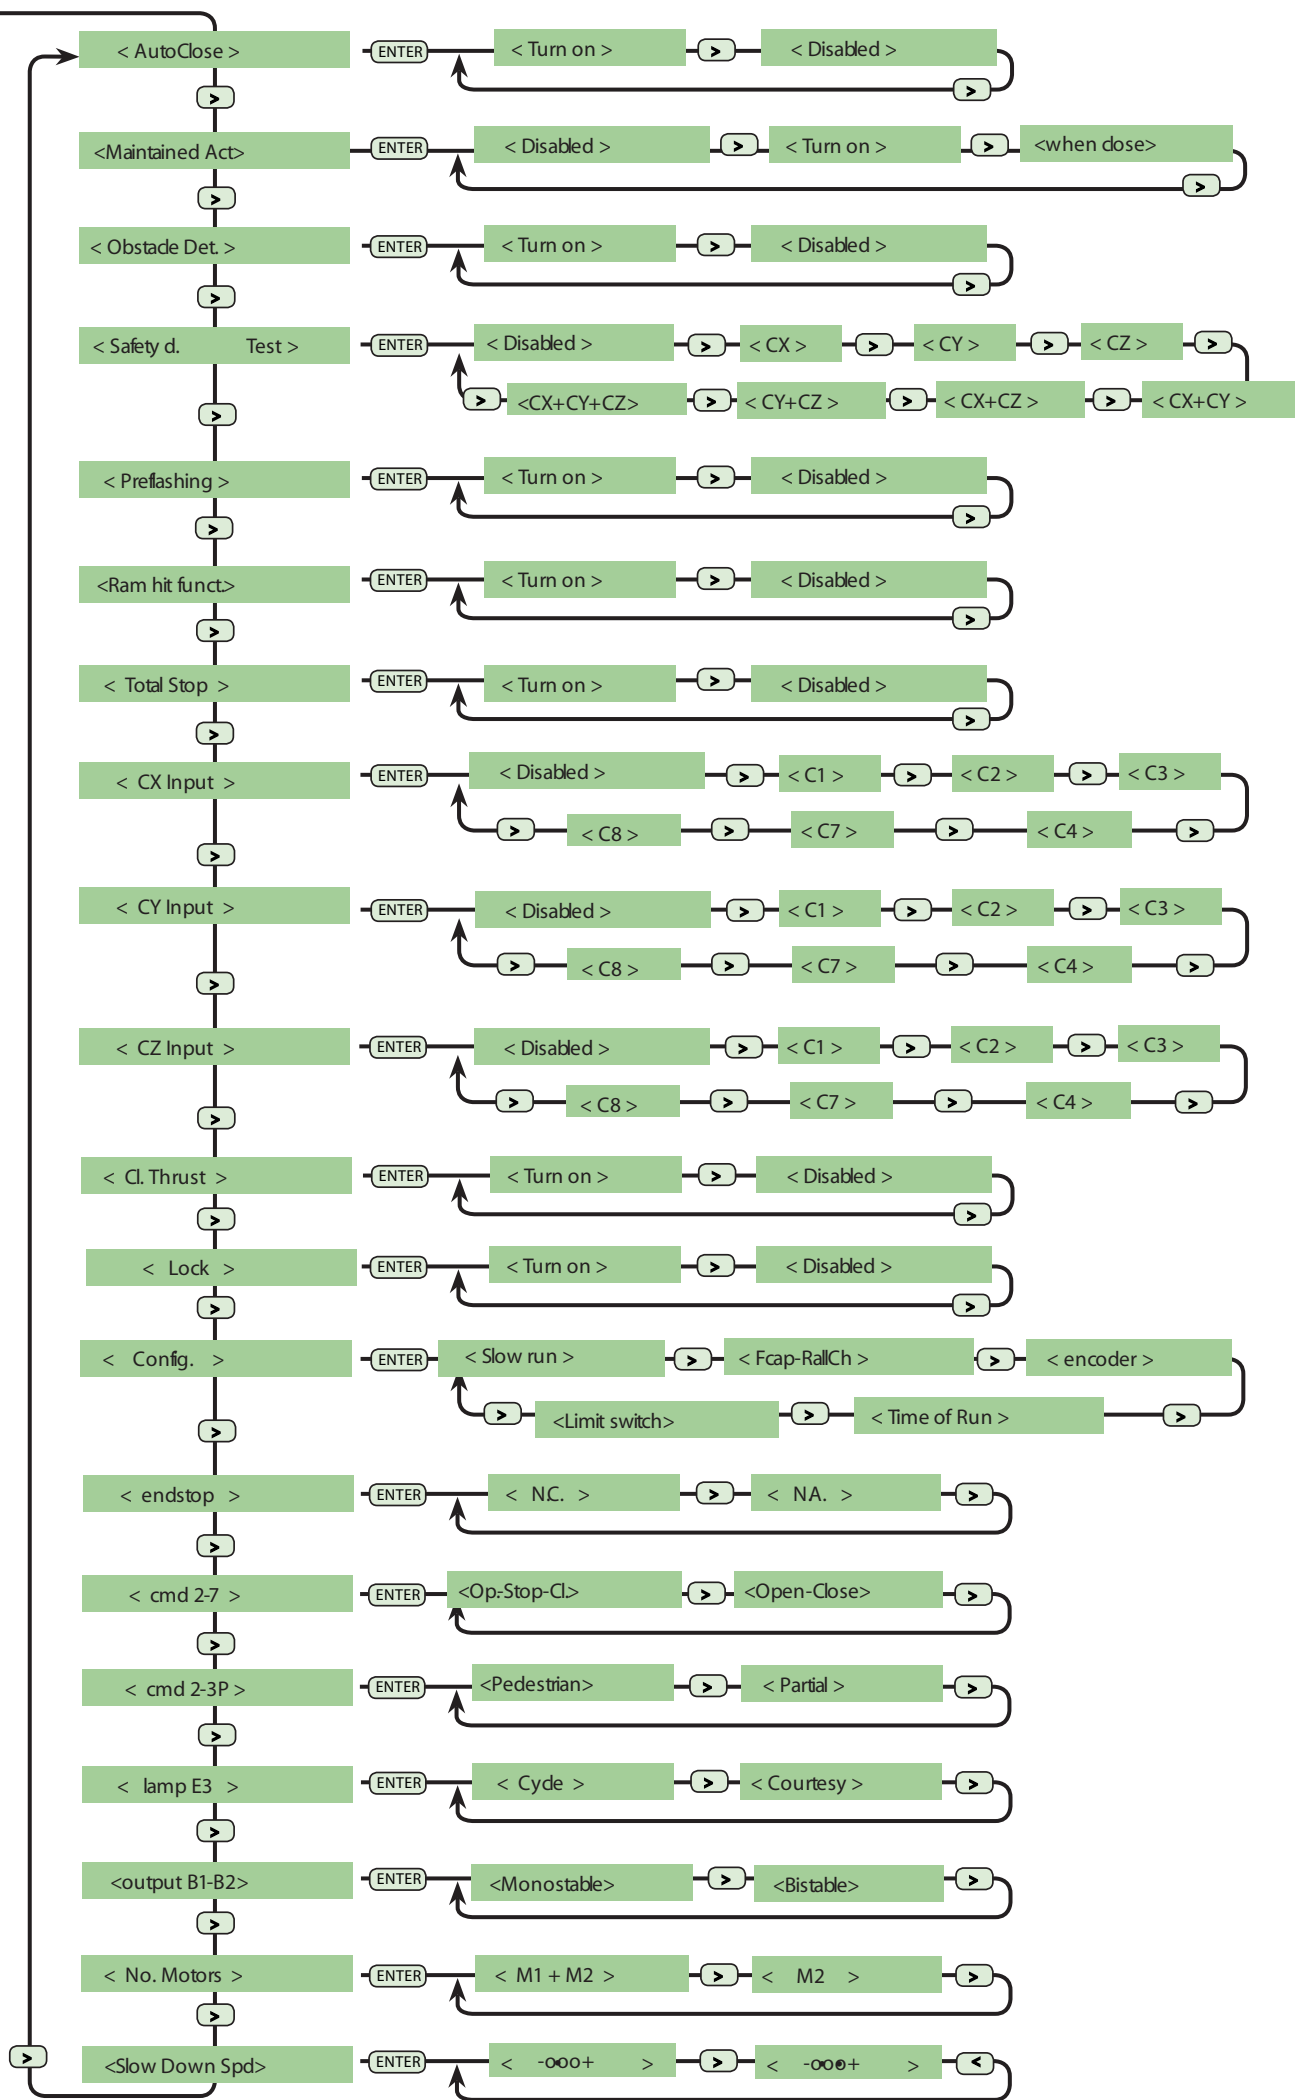 < AutoClose > ENTER < Turn on > > < Disabled >
>
>
<Maintained Act> ENTER < Disabled > > < Turn on > > <when close>
>
>
< Obstacle Det. > ENTER < Turn on > > < Disabled >
>
>
< Safety d. Test > ENTER < Disabled > > < CX > > < CY > > < CZ > >
> <CX+CY+CZ> > < CY+CZ > > < CX+CZ > > < CX+CY >
>
< Preflashing > ENTER < Turn on > > < Disabled >
>
>
<Ram hit funct.> ENTER < Turn on > > < Disabled >
>
>
< Total Stop > ENTER < Turn on > > < Disabled >
>
>
< CX Input > ENTER < Disabled > > < C1 > > < C2 > > < C3 >
> < C8 > > < C7 > > < C4 > >
>
< CY Input > ENTER < Disabled > > < C1 > > < C2 > > < C3 >
> < C8 > > < C7 > > < C4 > >
>
< CZ Input > ENTER < Disabled > > < C1 > > < C2 > > < C3 >
> < C8 > > < C7 > > < C4 > >
>
< Cl. Thrust > ENTER < Turn on > > < Disabled >
>
>
< Lock > ENTER < Turn on > > < Disabled >
>
>
< Config. > ENTER < Slow run > > < Fcap-RallCh > > < encoder >
> <Limit switch> > < Time of Run > >
>
< endstop > ENTER < N.C. > > < N.A. > >
>
< cmd 2-7 > ENTER <Op.-Stop-Cl.> > <Open-Close> >
>
< cmd 2-3P > ENTER <Pedestrian> > < Partial > >
>
< lamp E3 > ENTER < Cycle > > < Courtesy > >
>
<output B1-B2> ENTER <Monostable> > <Bistable> >
>
< No. Motors > ENTER < M1 + M2 > > < M2 > >
>
> <Slow Down Spd> ENTER < -o•oo+ > > < -o•o•+ > <